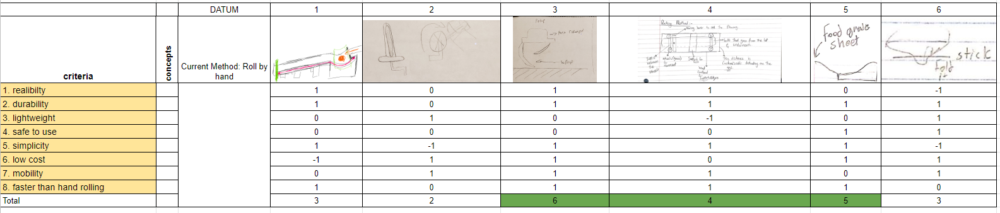 DATUM 1 2 3 4 5 6
criteria concepts Current Method: Roll by hand
Rolling Method:-
Food grade
sheet
stick
fold
it
1. realibilty 1 0 1 1 0 -1
2. durability 1 0 1 1 1 1
3. lightweight 0 1 0 -1 0 1
4. safe to use 0 0 0 0 1 1
5. simplicity 1 -1 1 1 1 -1
6. low cost -1 1 1 0 1 1
7. mobility 0 1 1 1 0 1
8. faster than hand rolling 1 0 1 1 1 0
Total 3 2 6 4 5 3